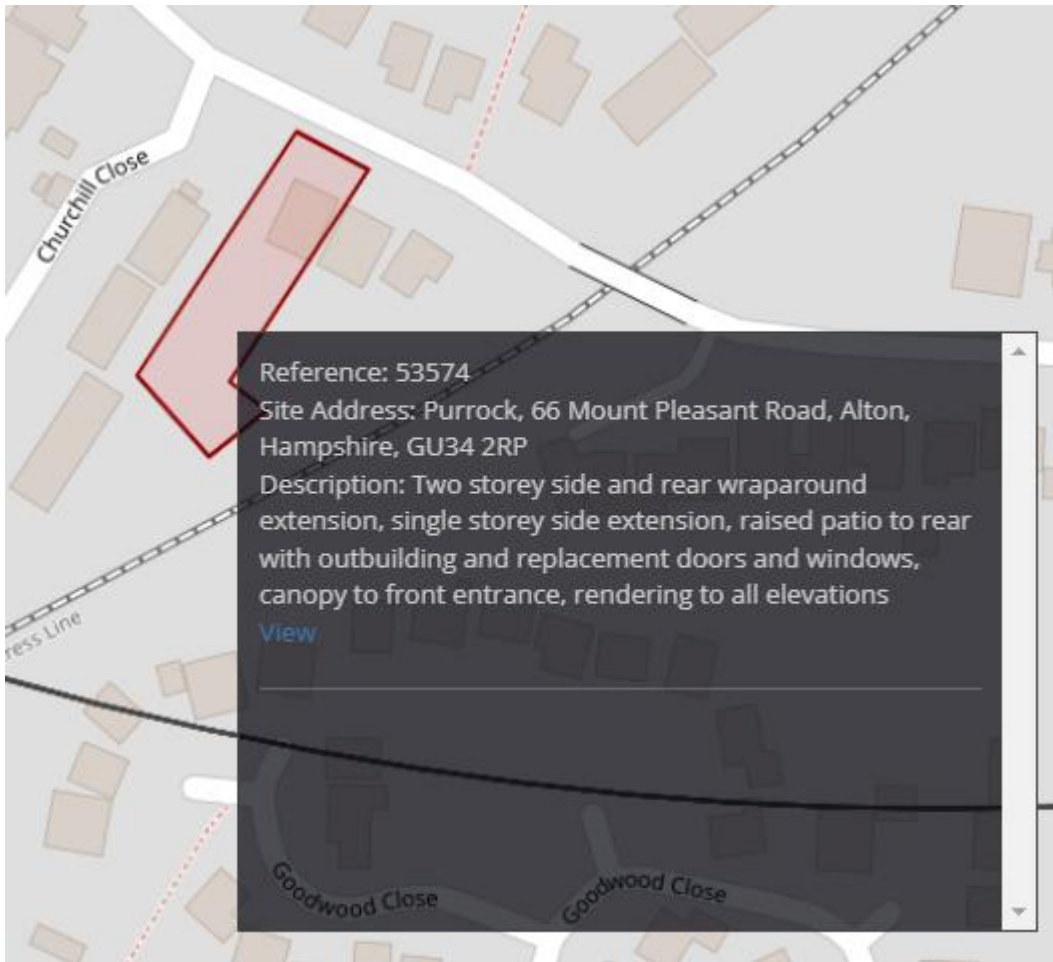 Churchill Close
Reference: 53574
Site Address: Purrock, 66 Mount Pleasant Road, Alton,
Hampshire, GU34 2RP
Description: Two storey side and rear wraparound
extension, single storey side extension, raised patio to rear
with outbuilding and replacement doors and windows,
canopy to front entrance, rendering to all elevations
View
ress Line
Goodwood Close
Goodwood Close